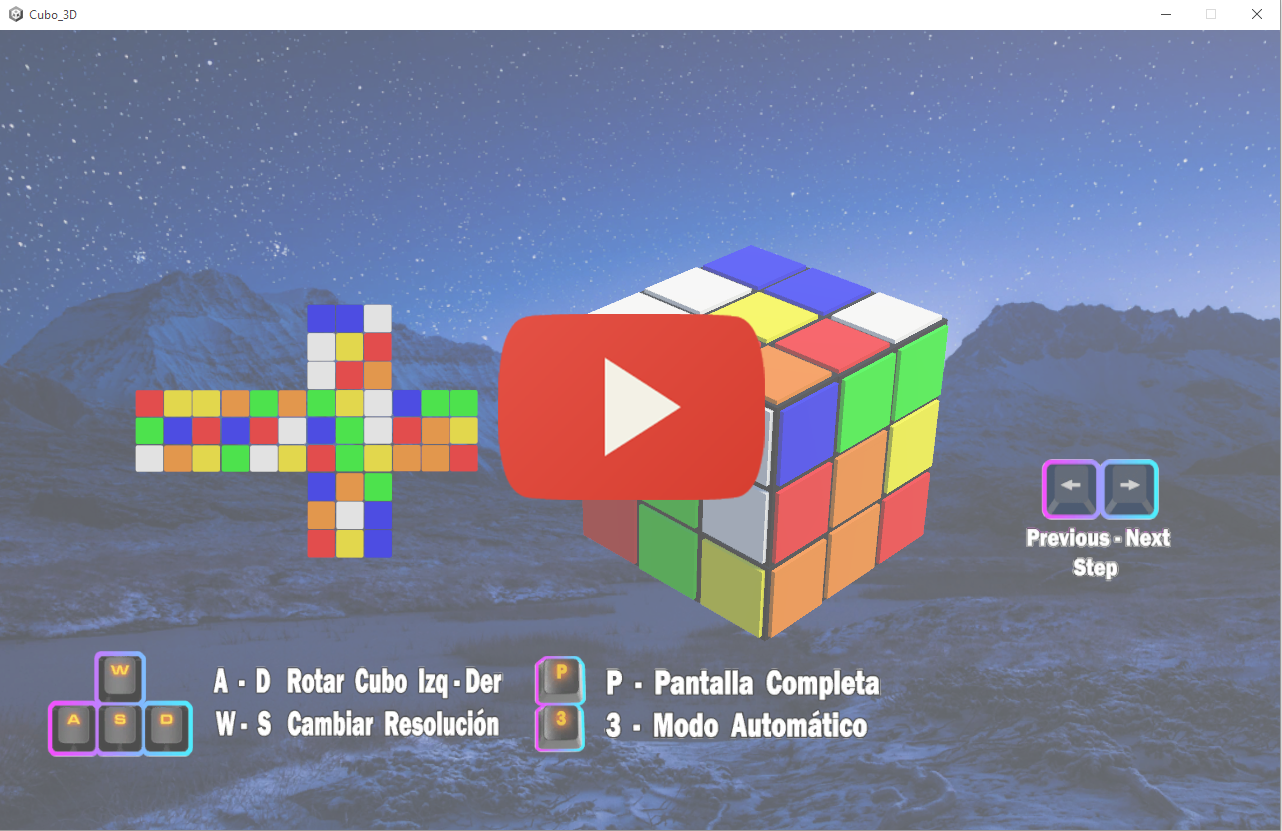 Cubo_3D
Previous - Next
Step
W
A S D
A - D Rotar Cubo Izq - Der
W - S Cambiar Resolución
P
3
P - Pantalla Completa
3 - Modo Automático